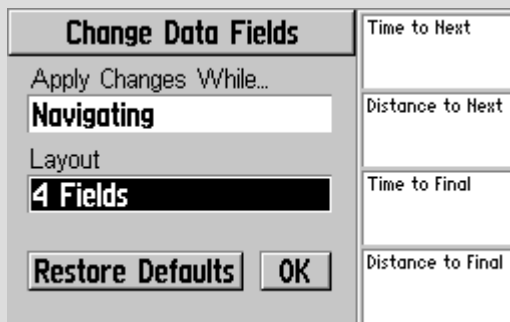 Change Data Fields
Apply Changes While...
Navigating
Layout
4 Fields
Restore Defaults
OK
Time to Next
Distance to Next
Time to Final
Distance to Final